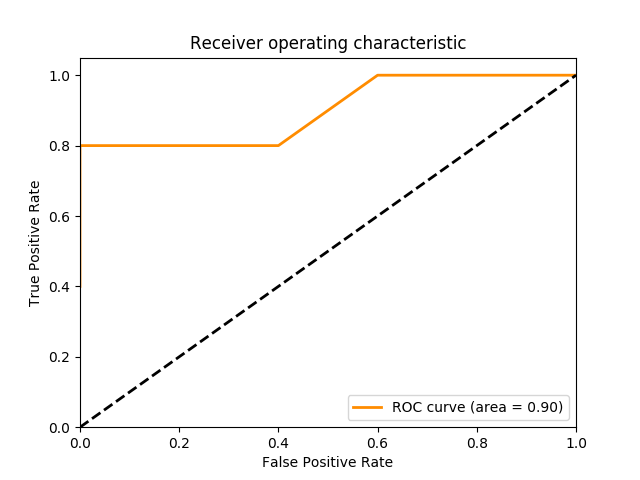 Receiver operating characteristic
True Positive Rate
1.0
0.8
0.6
0.4
0.2
0.0
ROC curve (area = 0.90)
0.0 0.2 0.4 0.6 0.8 1.0
False Positive Rate